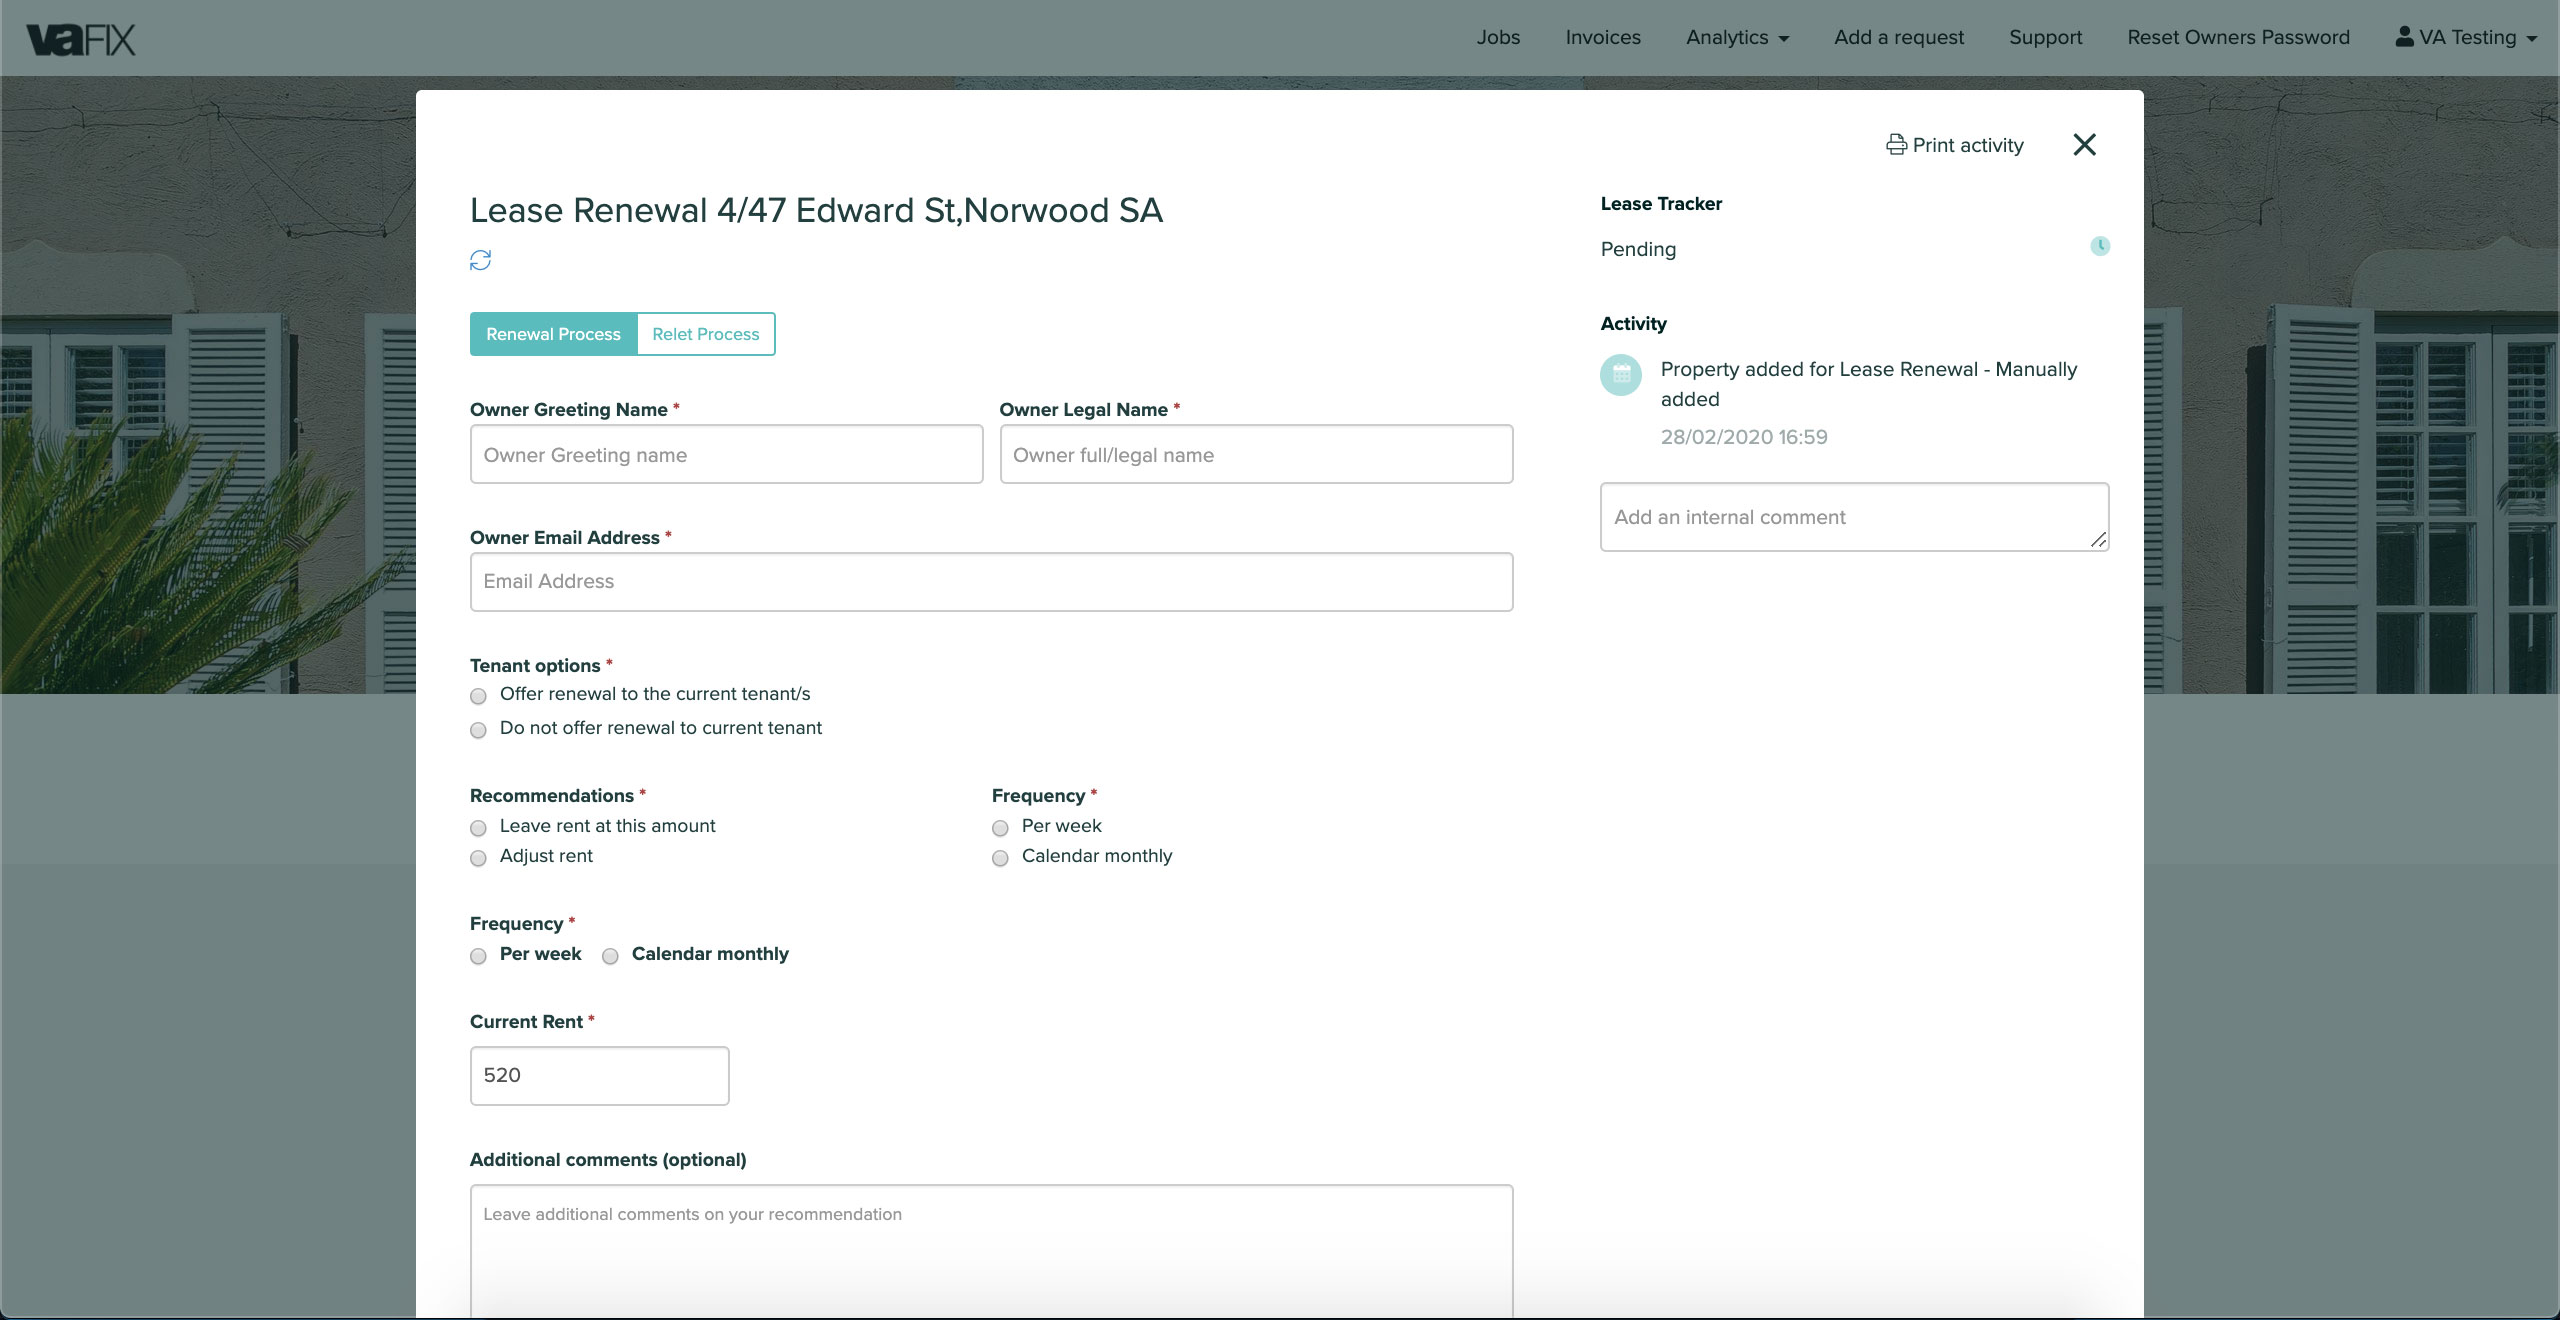 vaFIX
Jobs
Invoices
Analytics
Add a request
Support
Reset Owners Password
VA Testing
Print activity
Lease Renewal 4/47 Edward St,Norwood SA
Renewal Process
Relet Process
Owner Greeting Name *
Owner Legal Name *
Owner Greeting name
Owner full/legal name
Owner Email Address *
Email Address
Tenant options *
Offer renewal to the current tenant/s
Do not offer renewal to current tenant
Recommendations *
Frequency *
Leave rent at this amount
Per week
Adjust rent
Calendar monthly
Frequency *
Per week
Calendar monthly
Current Rent *
520
Additional comments (optional)
Leave additional comments on your recommendation
Lease Tracker
Pending
Activity
Property added for Lease Renewal - Manually
added
28/02/2020 16:59
Add an internal comment